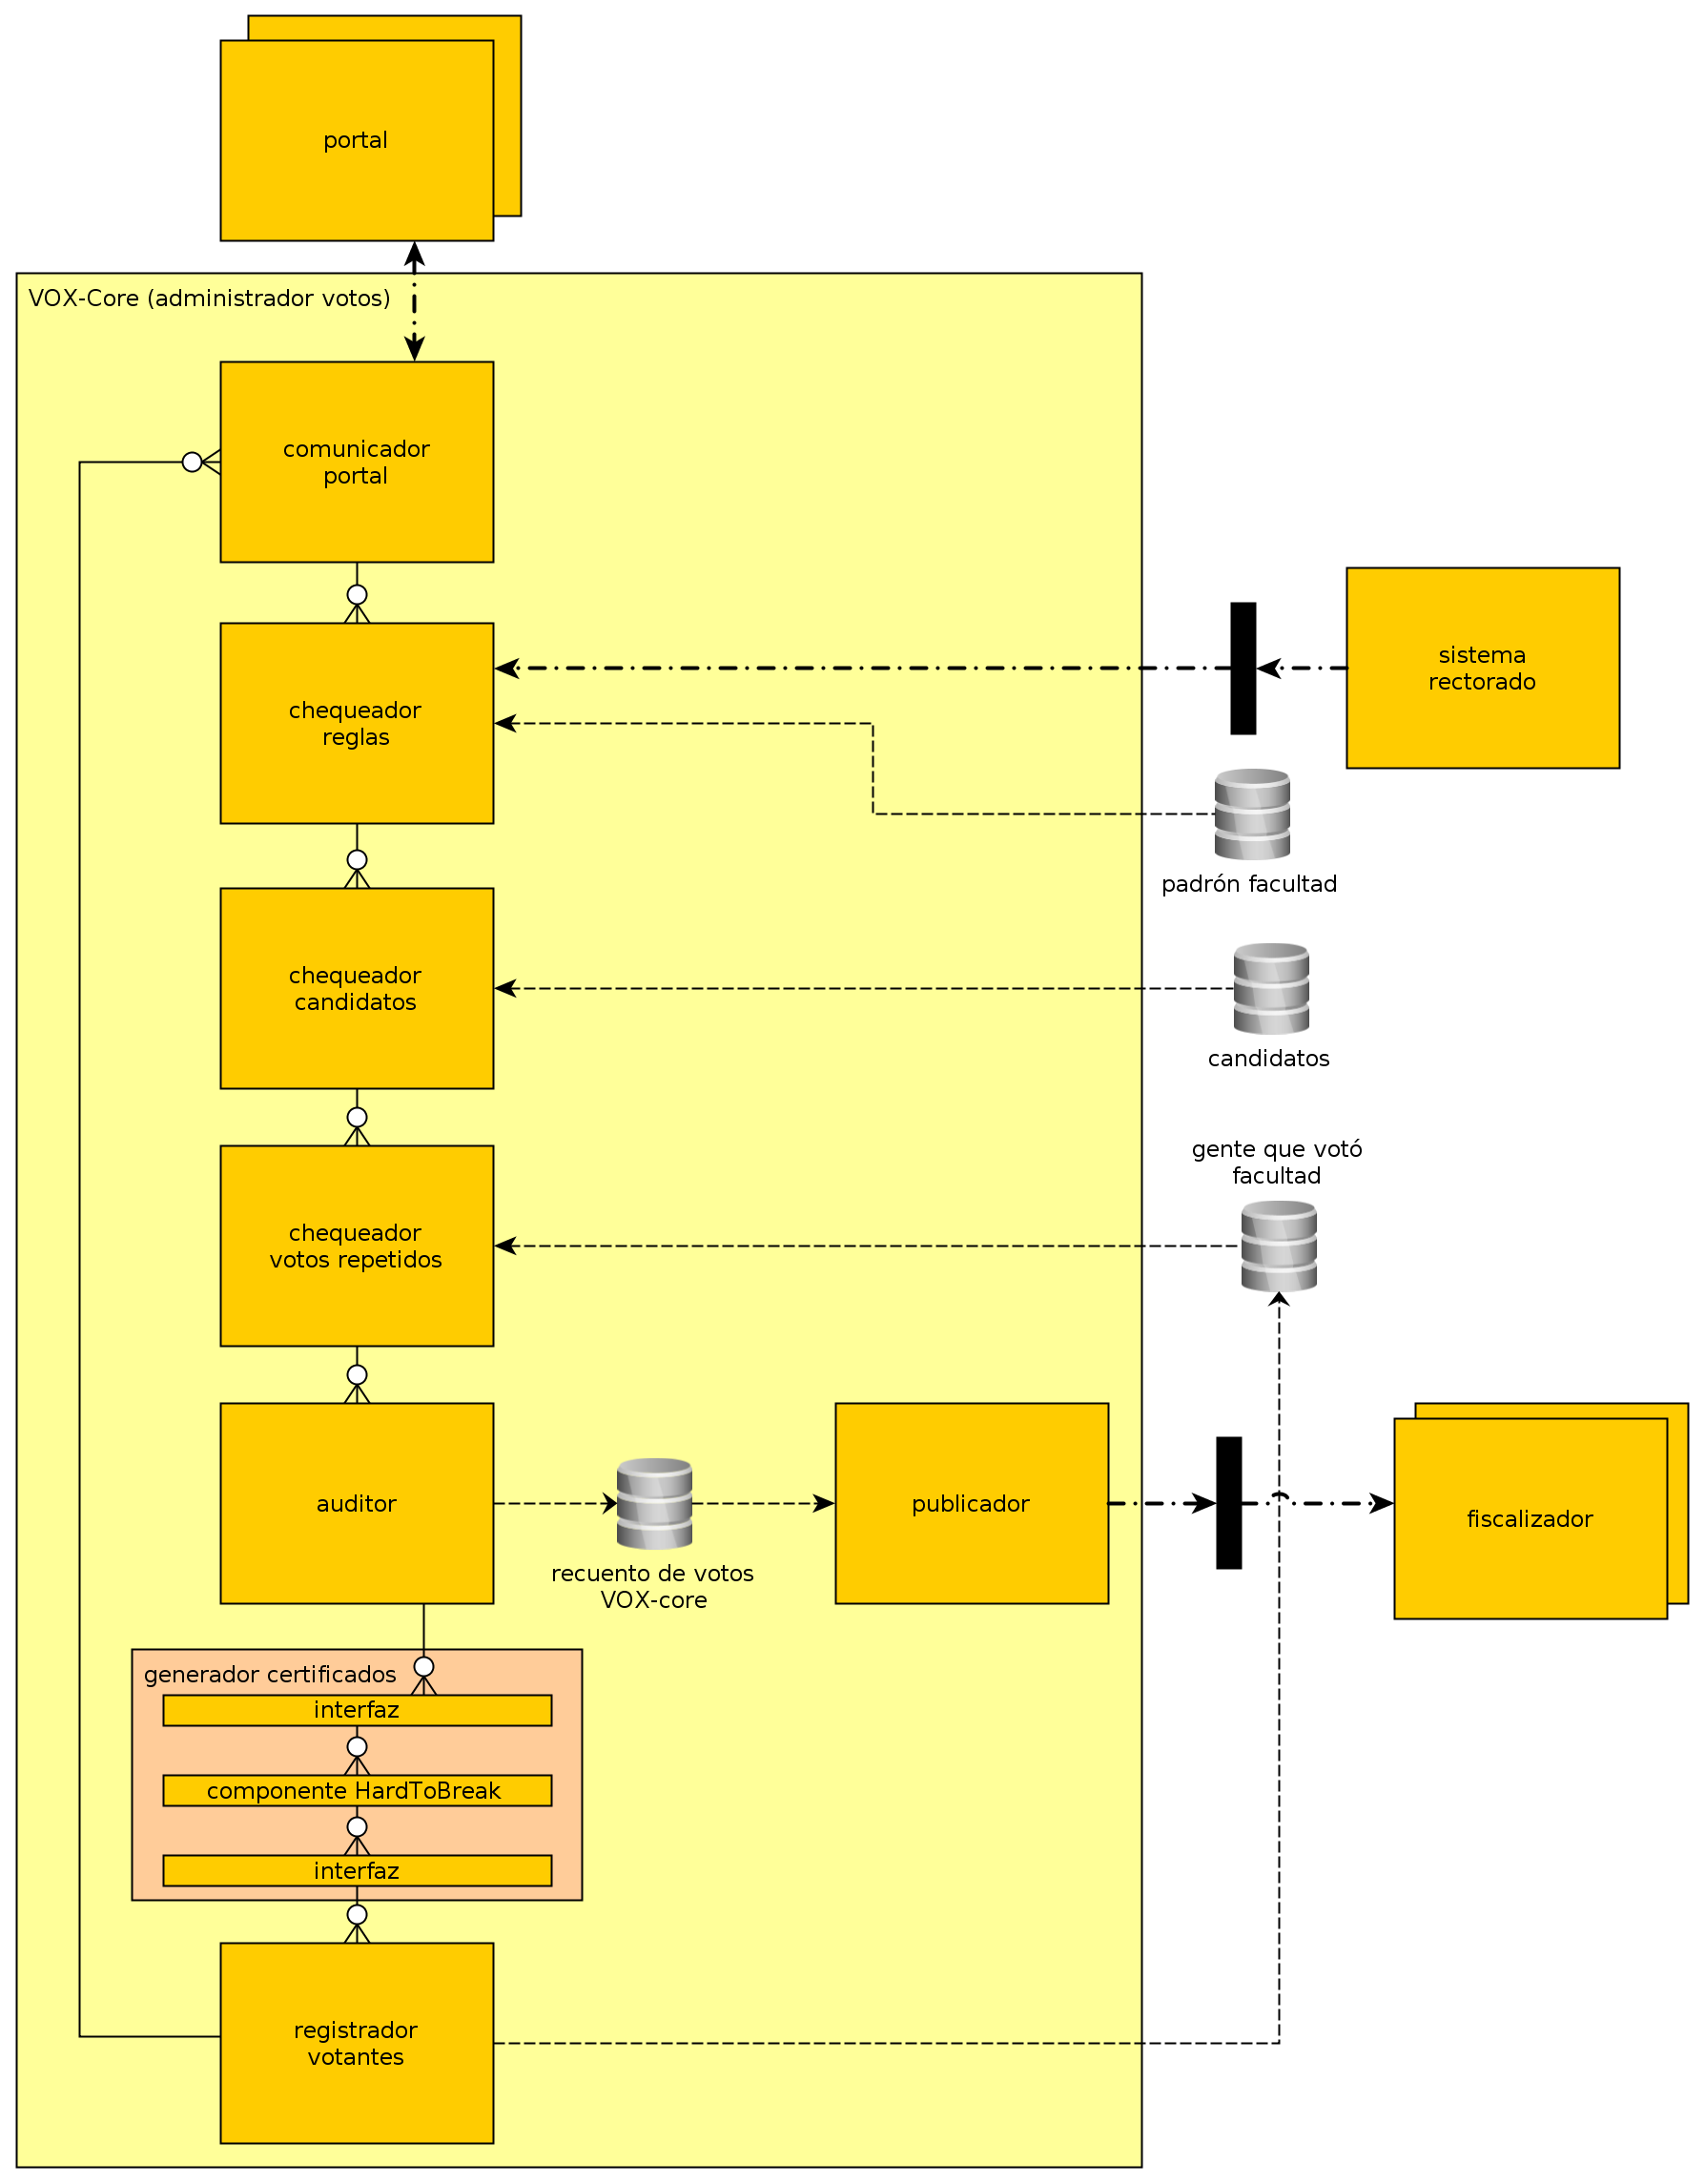 portal
VOX-Core (administrador votos)
comunicador
portal
sistema
rectorado
chequeador
reglas
padrón facultad
chequeador
candidatos
candidatos
gente que votó
facultad
chequeador
votos repetidos
auditor
recuento de votos
VOX-core
publicador
fiscalizador
generador certificados
interfaz
componente HardToBreak
interfaz
registrador
votantes